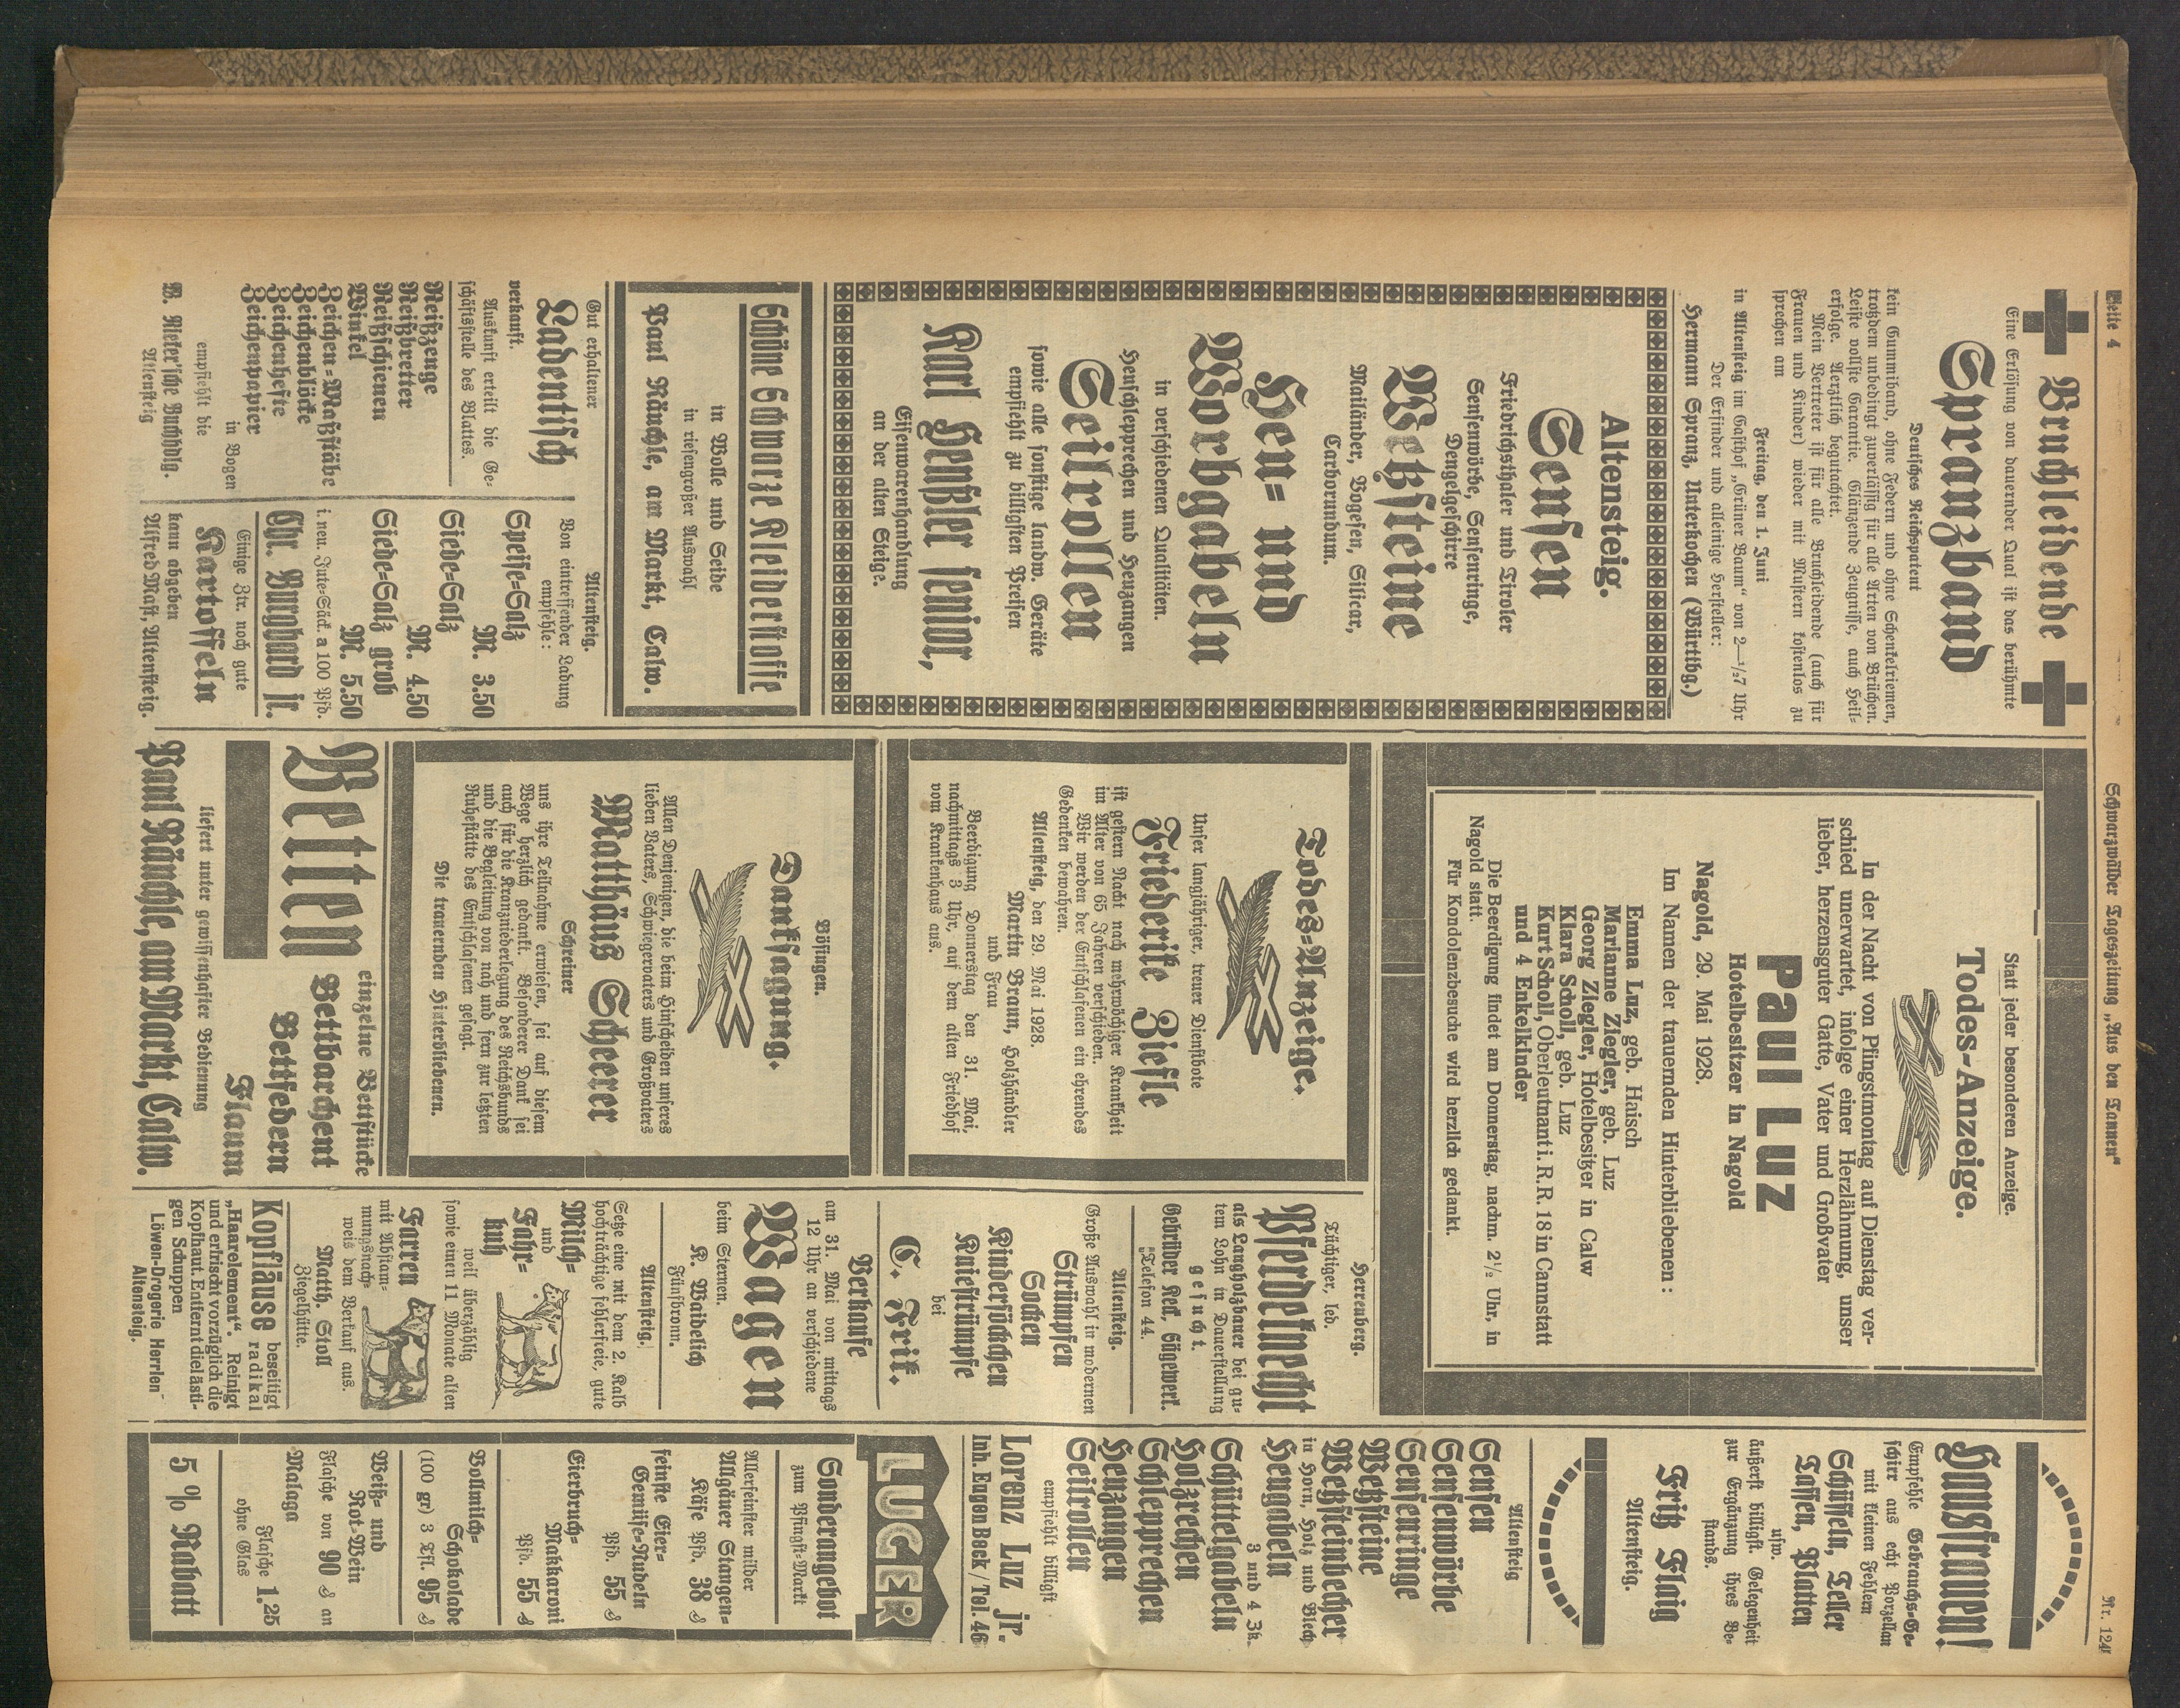 Seite 4
Schwarzwälder Tageszeitung „Aus den Tannen“
Nr. 124
Bruchleidende
Eine Erlösung von dauernder Qual ist das berühmte
Spranzband
Deutsches Reichspatent
kein Gummiband, ohne Federn und ohne Schenkelriemen,
trotzdem unbedingt zuverlässig für alle Arten von Brüchen.
Leiste vollste Garantie. Glänzende Zeugnisse, auch Heil-
erfolge. Aerztlich begutachtet.
Mein Vertreter ist für alle Bruchleidende (auch für
Frauen und Kinder) wieder mit Mustern kostenlos zu
sprechen am
Freitag, den 1. Juni
in Altensteig im Gasthof „Grüner Baum“ von 2—½7 Uhr
Der Erfinder und alleinige Hersteller:
Hermann Spranz, Unterkochen (Württbg.)
Altensteig.
Sensen
Friedrichsthaler und Tiroler
Sensenwörbe, Sensenringe,
Dengelgeschirre
Wetzsteine
Mailänder, Vogesen, Silicar,
Carborundum.
Heu- und
Worbgabeln
in verschiedenen Qualitäten.
Heuschlepprechen und Heuzangen
Seilrollen
sowie alle sonstige landw. Geräte
empfiehlt zu billigsten Preisen
Karl Henßler senior,
Eisenwarenhandlung
an der alten Steige.
Schöne Schwarze Kleiderstoffe
in Wolle und Seide
in riesengroßer Auswahl
Paul Räuchle, am Markt, Calw.
Gut erhaltener
Ladentisch
verkauft.
Auskunft erteilt die Ge-
schäftsstelle des Blattes.
Reißzeuge
Reißbretter
Reißschienen
Winkel
Zeichen-Maßstäbe
Zeichenblöcke
Zeichenhefte
Zeichenpapier
in Bogen
empfiehlt die
W. Rieker'sche Buchhdlg.
Altensteig
Altensteig.
Von eintreffender Ladung
empfehle:
Speise-Salz
M. 3.50
Siede-Salz
M. 4.50
Siede-Salz grob
M. 5.50
i. neu. Jute-Säck. a 100 Pfd.
Chr. Burghard jr.
Einige Ztr. noch gute
Kartoffeln
kann abgeben
Alfred Mast, Altensteig.
Statt jeder besonderen Anzeige.
Todes-Anzeige.
In der Nacht von Pfingstmontag auf Dienstag ver-
schied unerwartet, infolge einer Herzlähmung, unser
lieber, herzensguter Gatte, Vater und Großvater
Paul Luz
Hotelbesitzer in Nagold
Nagold, 29. Mai 1928.
Im Namen der trauernden Hinterbliebenen:
Emma Luz, geb. Haisch
Marianne Ziegler, geb. Luz
Georg Ziegler, Hotelbesitzer in Calw
Klara Scholl, geb. Luz
Kurt Scholl, Oberleutnant i. R. R. 18 in Cannstatt
und 4 Enkelkinder
Die Beerdigung findet am Donnerstag, nachm. 2½ Uhr, in
Nagold statt.
Für Kondolenzbesuche wird herzlich gedankt.
Todes-Anzeige.
Unser langjähriger, treuer Dienstbote
Friederike Ziefle
ist gestern Nacht nach mehrwöchiger Krankheit
im Alter von 65 Jahren verschieden.
Wir werden der Entschlafenen ein ehrendes
Gedenken bewahren.
Altensteig, den 29. Mai 1928.
Martin Braun, Holzhändler
und Frau
Beerdigung Donnerstag den 31. Mai,
nachmittags 3 Uhr, auf dem alten Friedhof
vom Krankenhaus aus.
Bösingen.
Danksagung.
Allen Denjenigen, die beim Hinscheiden unseres
lieben Vaters, Schwiegervaters und Großvaters
Matthäus Scheerer
Schreiner
uns ihre Teilnahme erwiesen, sei auf diesem
Wege herzlich gedankt. Besonderer Dank sei
auch für die Kranzniederlegung des Reichsbunds
und die Begleitung von nah und fern zur letzten
Ruhestätte des Entschlafenen gesagt.
Die trauernden Hinterbliebenen.
Betten
einzelne Bettstücke
Bettbarchent
Bettfedern
Flaum
liefert unter gewissenhafter Bedienung
Paul Räuchle, am Markt, Calw.
Herrenberg.
Tüchtiger, led.
Pferdeknecht
als Langholzbauer bei gu-
tem Lohn in Dauerstellung
gesucht.
Gebrüder Keck, Sägewerk.
Telefon 44.
Altensteig.
Große Auswahl in modernen
Strümpfen
Socken
Kindersöckchen
Kniestrümpfe
bei
C. Frik.
Verkaufe
am 31. Mai von mittags
12 Uhr an verschiedene
Wagen
beim Sternen.
K. Waidelich
Fünfbronn.
Altensteig.
Setze eine mit dem 2. Kalb
hochträchtige fehlerfreie, gute
Milch-
und
Fahr-
kuh
weil überzählig
sowie einen 11 Monate alten
Farren
mit Abstam-
mungsnach-
weis dem Verkauf aus.
Matth. Stoll
Ziegelhütte.
Kopfläuse beseitigt
radikal
„Haarelement“. Reinigt
und erfrischt vorzüglich die
Kopfhaut. Entfernt die lästi-
gen Schuppen
Löwen-Drogerie Herrlen
Altensteig.
Hausfrauen!
Empfehle Gebrauchs-Ge-
schirr aus echt Porzellan
mit kleinen Fehlern
Schüsseln, Teller
Tassen, Platten
usw.
äußerst billigst. Gelegenheit
zur Ergänzung ihres Be-
stands.
Fritz Flaig
Altensteig.
Altensteig
Sensen
Sensenwörbe
Sensenringe
Wetzsteine
Wetzsteinbecher
in Horn, Holz und Blech
Heugabeln
3 und 4 Zk.
Schüttelgabeln
Holzrechen
Schlepprechen
Heuzangen
Seilrollen
empfiehlt billigst
Lorenz Luz jr.
Inh. Eugen Beck / Tel. 46
LUGER
Sonderangebot
zum Pfingst-Markt
Allerfeinster milder
Allgäuer Stangen-
Käse Pfd. 38 ₰
feinste Eier-
Gemüse-Nudeln
Pfd. 55 ₰
Eierbruch-
Makkaroni
Pfd. 55 ₰
Vollmilch-
Schokolade
(100 gr) 3 Tfl. 95 ₰
Weiß- und
Rot-Wein
Flasche von 90 ₰ an
Malaga
Flasche 1.25
ohne Glas
5 % Rabatt